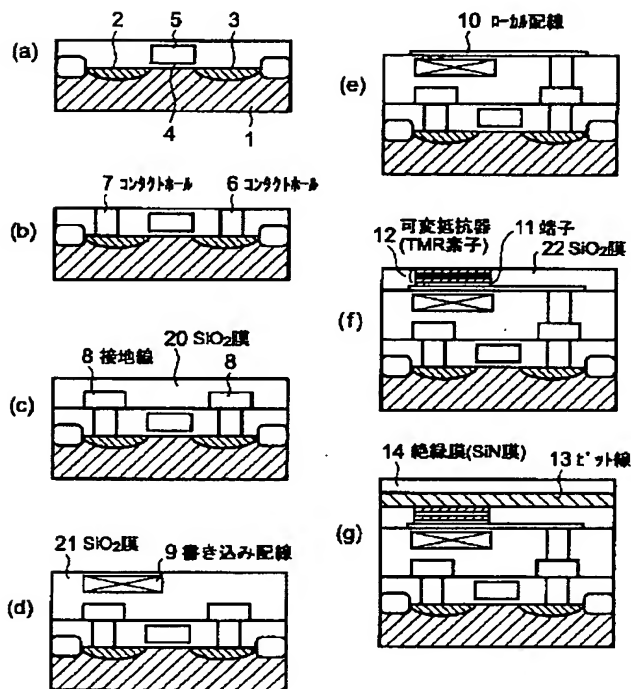 (a)
2
5
3
4
1
(b)
7 コンタクトホール
6 コンタクトホール
(c)
20 SiO₂膜
8 接地線
8
(d)
21 SiO₂膜
9 書き込み配線
(e)
10 ローカル配線
(f)
12
可変抵抗器
(TMR素子)
11 端子
22 SiO₂膜
(g)
14 絶縁膜(SiN膜)
13 ビット線